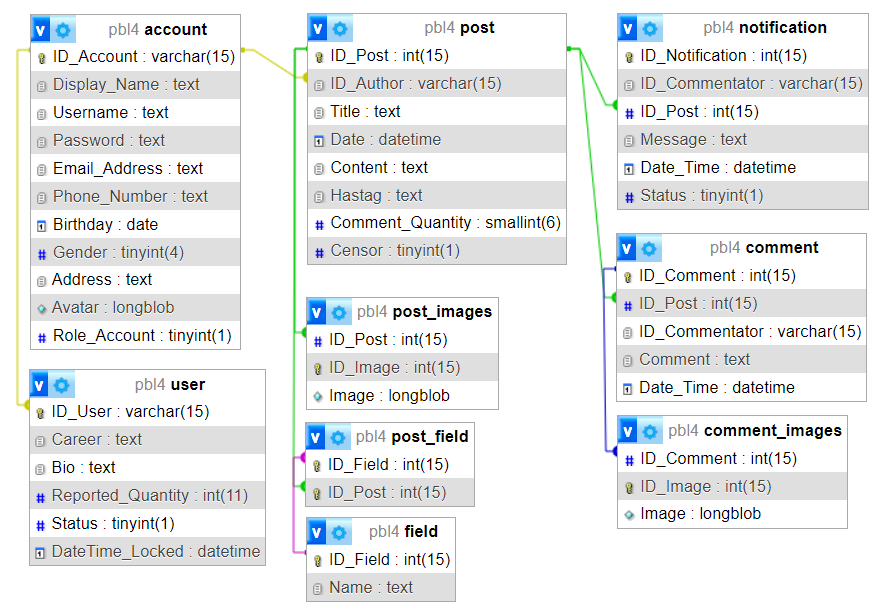 v pbl4 account
ID_Account : varchar(15)
Display_Name : text
Username : text
Password : text
Email_Address : text
Phone_Number : text
Birthday : date
Gender : tinyint(4)
Address : text
Avatar : longblob
Role_Account : tinyint(1)
v pbl4 user
ID_User : varchar(15)
Career : text
Bio : text
Reported_Quantity : int(11)
Status : tinyint(1)
DateTime_Locked : datetime
v pbl4 post
ID_Post : int(15)
ID_Author : varchar(15)
Title : text
Date : datetime
Content : text
Hastag : text
Comment_Quantity : smallint(6)
Censor : tinyint(1)
v pbl4 post_images
ID_Post : int(15)
ID_Image : int(15)
Image : longblob
v pbl4 post_field
ID_Field : int(15)
ID_Post : int(15)
v pbl4 field
ID_Field : int(15)
Name : text
v pbl4 notification
ID_Notification : int(15)
ID_Commentator : varchar(15)
ID_Post : int(15)
Message : text
Date_Time : datetime
Status : tinyint(1)
v pbl4 comment
ID_Comment : int(15)
ID_Post : int(15)
ID_Commentator : varchar(15)
Comment : text
Date_Time : datetime
v pbl4 comment_images
ID_Comment : int(15)
ID_Image : int(15)
Image : longblob